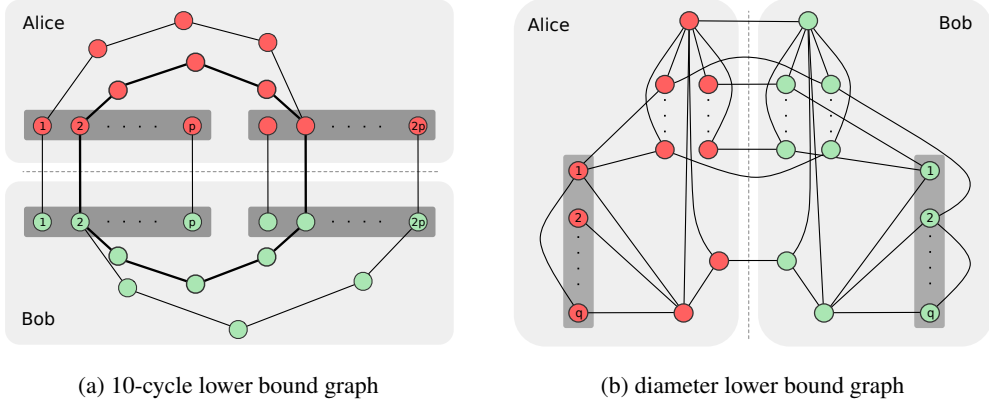 Alice
1 2 · · · · p 2p
1 2 · · · · p 2p
Bob
(a) 10-cycle lower bound graph
Alice Bob
1 1
2 2
q q
(b) diameter lower bound graph